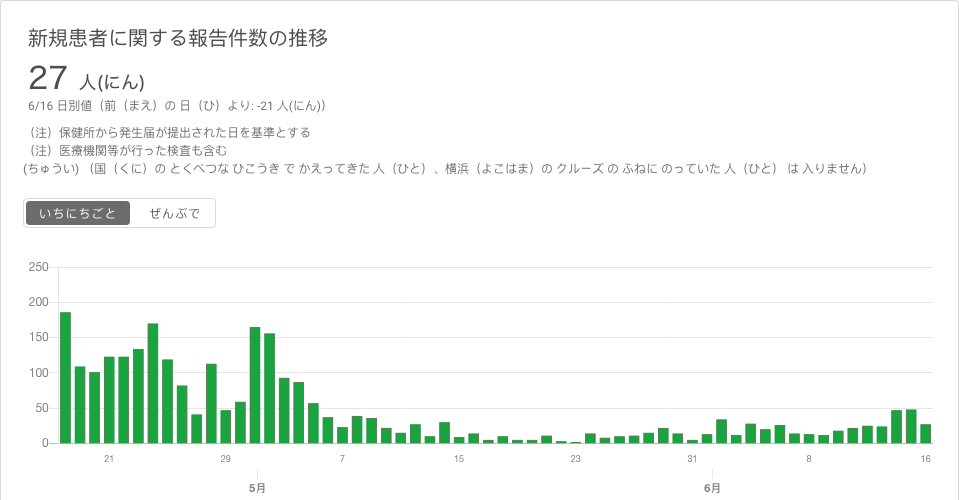 新規患者に関する報告件数の推移
27 人(にん)
6/16 日別値（前（まえ）の 日（ひ）より: -21 人(にん)）
（注）保健所から発生届が提出された日を基準とする
（注）医療機関等が行った検査も含む
(ちゅうい) （国（くに）の とくべつな ひこうき で かえってきた 人（ひと）、横浜（よこはま）の クルーズ の ふねに のっていた 人（ひと） は 入りません）
いちにちごと ぜんぶで
250
200
150
100
50
0
21 29 7 15 23 31 8 16
5月 6月